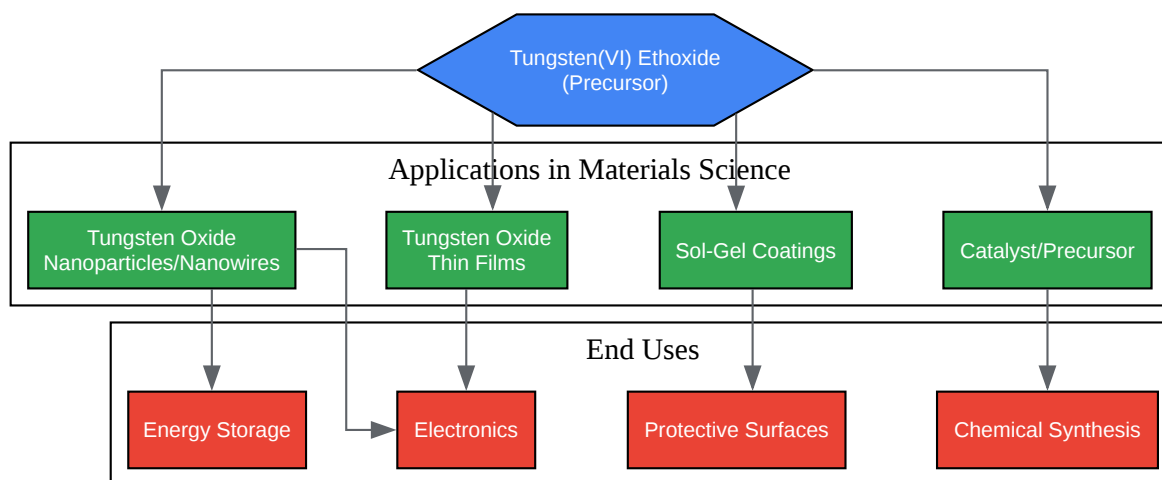 Tungsten(VI) Ethoxide
(Precursor)
Applications in Materials Science
Tungsten Oxide
Nanoparticles/Nanowires
Tungsten Oxide
Thin Films
Sol-Gel Coatings
Catalyst/Precursor
End Uses
Energy Storage
Electronics
Protective Surfaces
Chemical Synthesis